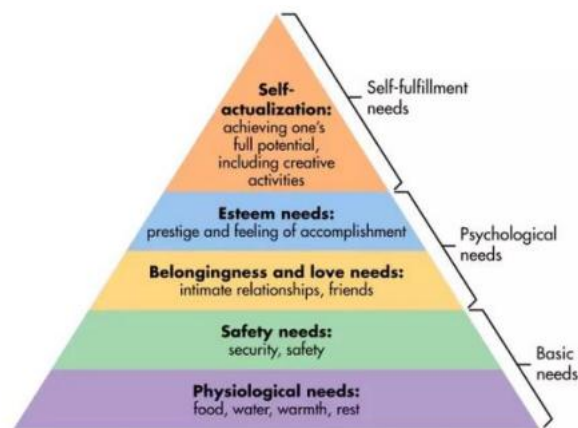 Self-
actualization:
achieving one's
full potential,
including creative
activities
Self-fulfillment
needs
Esteem needs:
prestige and feeling of accomplishment
Belongingness and love needs:
intimate relationships, friends
Psychological
needs
Safety needs:
security, safety
Physiological needs:
food, water, warmth, rest
Basic
needs